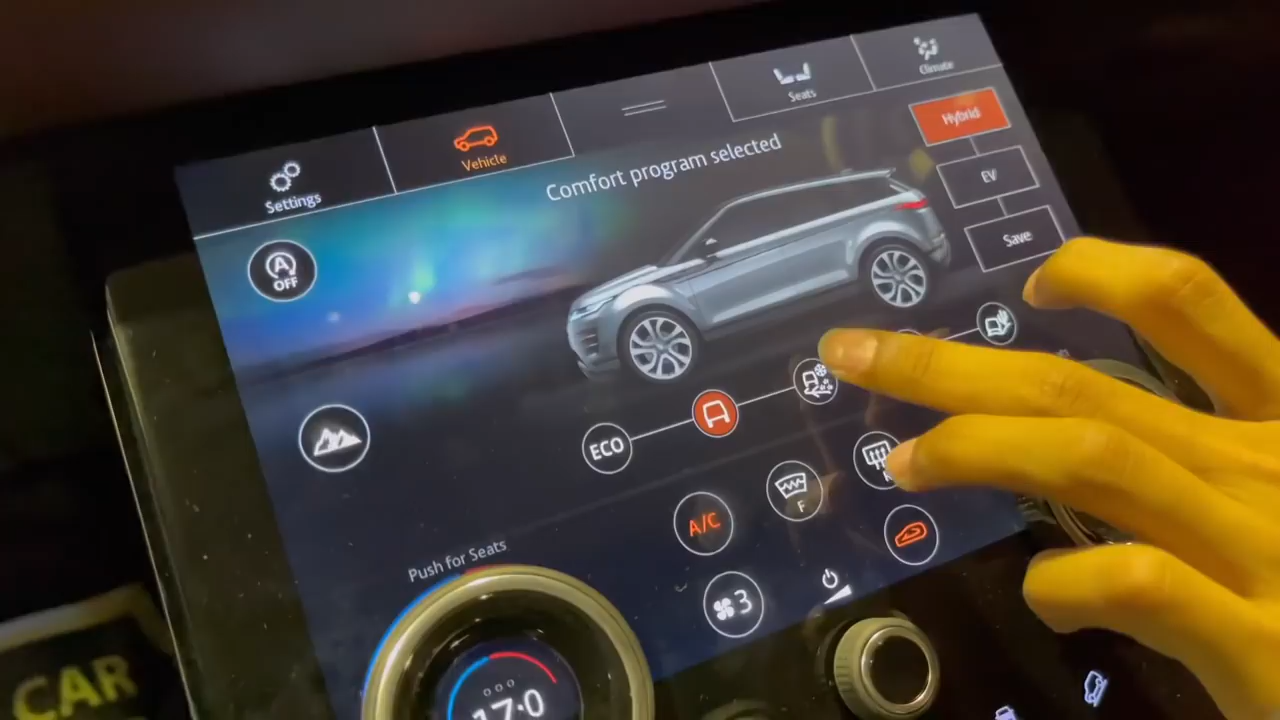 Climate
Seats
Vehicle
Settings
Comfort program selected
Hybrid
EV
Save
A
OFF
ECO
A/C
F
Push for Seats
3
17.0
CAR